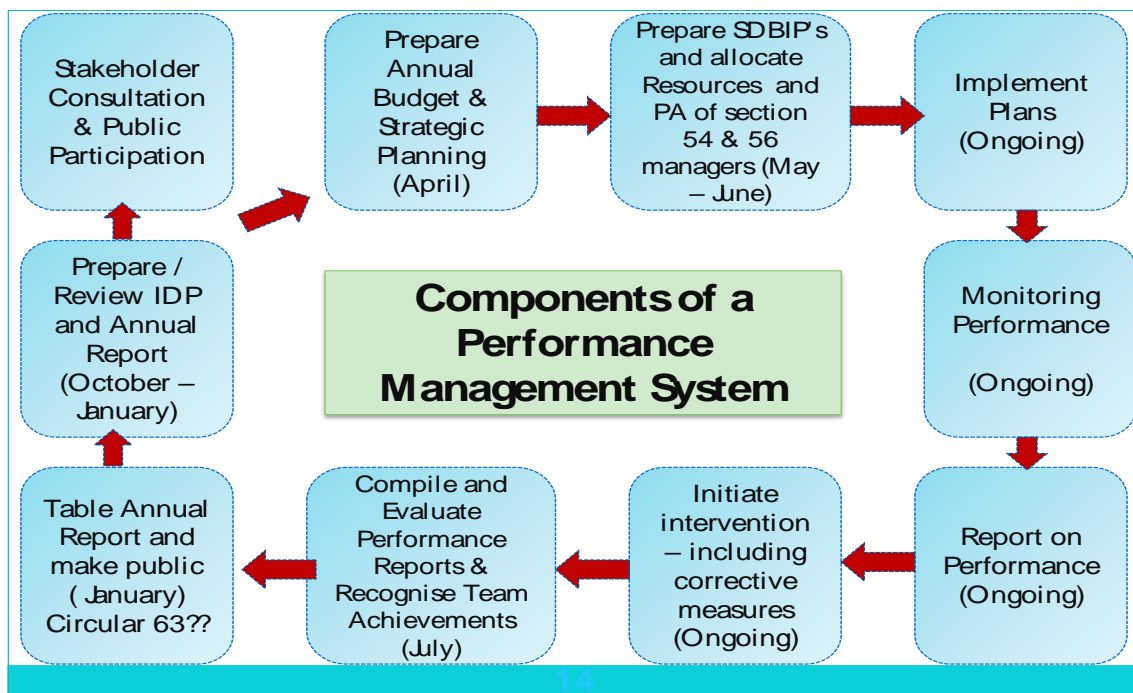 Stakeholder
Consultation
& Public
Participation
Prepare
Annual
Budget &
Strategic
Planning
(April)
Prepare SDBIP's
and allocate
Resources and
PA of section
54 & 56
managers (May
– June)
Implement
Plans
(Ongoing)
Prepare /
Review IDP
and Annual
Report
(October –
January)
Components of a
Performance
Management System
Monitoring
Performance
(Ongoing)
Table Annual
Report and
make public
( January)
Circular 63??
Compile and
Evaluate
Performance
Reports &
Recognise Team
Achievements
(July)
Initiate
intervention
– including
corrective
measures
(Ongoing)
Report on
Performance
(Ongoing)
14